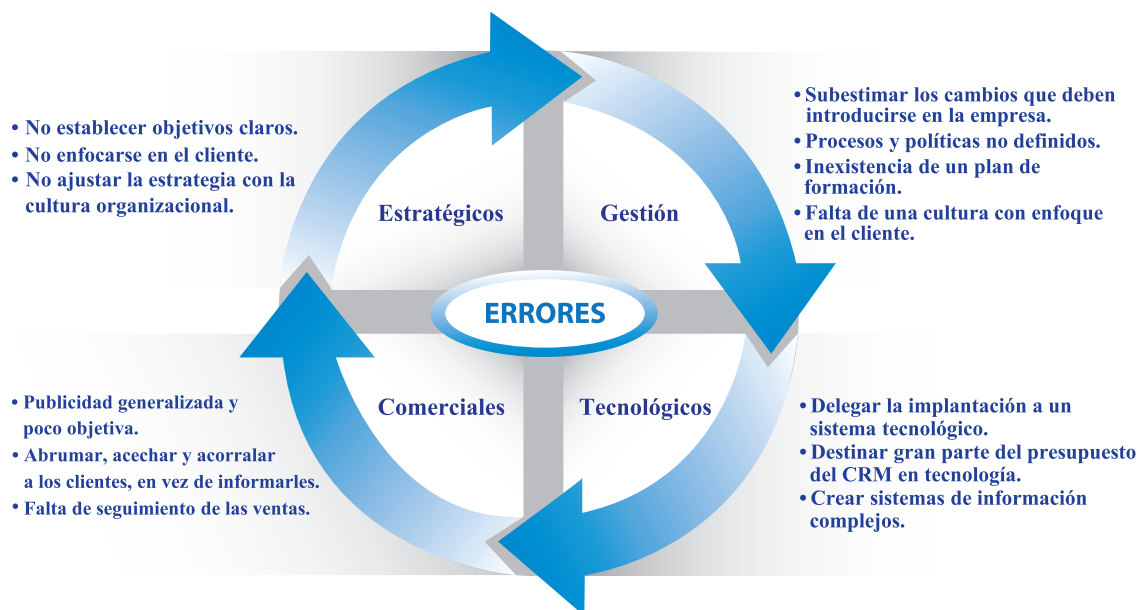 • No establecer objetivos claros.
• No enfocarse en el cliente.
• No ajustar la estrategia con la
cultura organizacional.
Estratégicos
Gestión
• Subestimar los cambios que deben
introducirse en la empresa.
• Procesos y políticas no definidos.
• Inexistencia de un plan de
formación.
• Falta de una cultura con enfoque
en el cliente.
ERRORES
• Publicidad generalizada y
poco objetiva.
• Abrumar, acechar y acorralar
a los clientes, en vez de informarles.
• Falta de seguimiento de las ventas.
Comerciales
Tecnológicos
• Delegar la implantación a un
sistema tecnológico.
• Destinar gran parte del presupuesto
del CRM en tecnología.
• Crear sistemas de información
complejos.